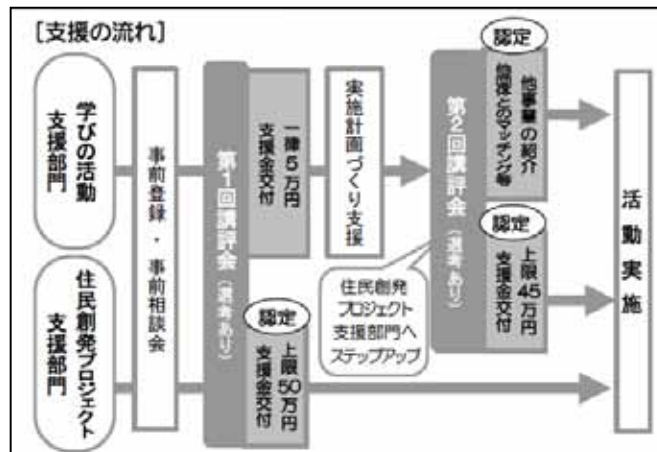 [支援の流れ]
学びの活動
支援部門
住民創発プロジェクト
支援部門
事前登録・事前相談会
第1回講評会（選考あり）
一律5万円
支援金交付
認定
上限50万円
支援金交付
実施計画づくり支援
住民創発
プロジェクト
支援部門へ
ステップアップ
第2回講評会（選考あり）
認定
他事業の紹介
他団体とのマッチング等
認定
上限45万円
支援金交付
活動実施